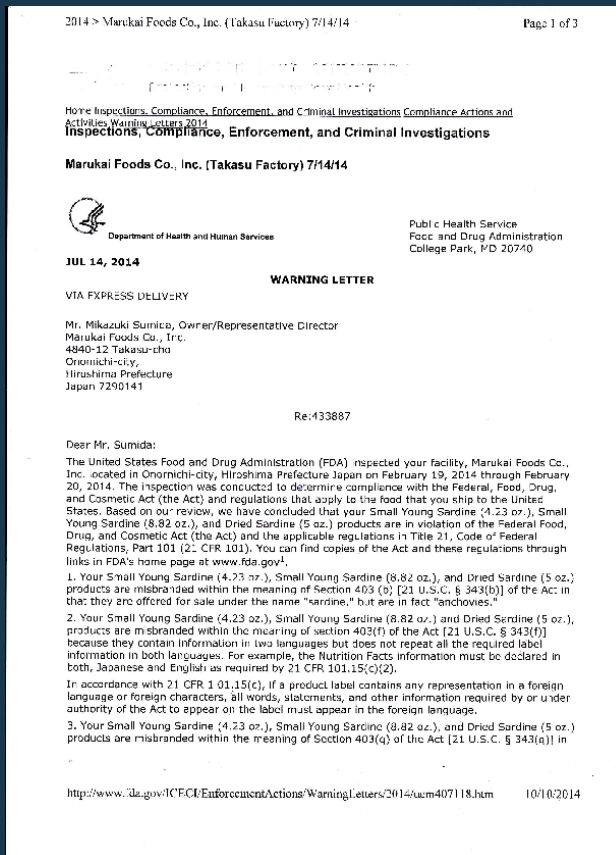 2014 > Marukai Foods Co., Inc. (Takasu Factory) 7/14/14
Page 1 of 3
Home Inspections, Compliance, Enforcement, and Criminal Investigations Compliance Actions and
Activities Warning Letters 2014
Inspections, Compliance, Enforcement, and Criminal Investigations
Marukai Foods Co., Inc. (Takasu Factory) 7/14/14
Department of Health and Human Services
Public Health Service
Food and Drug Administration
College Park, MD 20740
JUL 14, 2014
WARNING LETTER
VIA EXPRESS DELIVERY
Mr. Mikazuki Sumida, Owner/Representative Director
Marukai Foods Co., Inc.
4840-12 Takasu-cho
Onomichi-city,
Hirushima Prefecture
Japan 7290141
Re:433887
Dear Mr. Sumida:
The United States Food and Drug Administration (FDA) inspected your facility, Marukai Foods Co.,
Inc. located in Onomichi-city, Hiroshima Prefecture Japan on February 19, 2014 through February
20, 2014. The inspection was conducted to determine compliance with the Federal, Food, Drug,
and Cosmetic Act (the Act) and regulations that apply to the food that you ship to the United
States. Based on our review, we have concluded that your Small Young Sardine (4.23 oz.), Small
Young Sardine (8.82 oz.), and Dried Sardine (5 oz.) products are in violation of the Federal Food,
Drug, and Cosmetic Act (the Act) and the applicable regulations in Title 21, Code of Federal
Regulations, Part 101 (21 CFR 101). You can find copies of the Act and these regulations through
links in FDA's home page at www.fda.gov¹.
1. Your Small Young Sardine (4.23 oz.), Small Young Sardine (8.82 oz.), and Dried Sardine (5 oz.)
products are misbranded within the meaning of Section 403 (b) [21 U.S.C. § 343(b)] of the Act in
that they are offered for sale under the name "sardine," but are in fact "anchovies."
2. Your Small Young Sardine (4.23 oz.), Small Young Sardine (8.82 oz.) and Dried Sardine (5 oz.),
products are misbranded within the meaning of section 403(f) of the Act [21 U.S.C. § 343(f)]
because they contain information in two languages but does not repeat all the required label
information in both languages. For example, the Nutrition Facts information must be declared in
both, Japanese and English as required by 21 CFR 101.15(c)(2).
In accordance with 21 CFR 1 01.15(c), if a product label contains any representation in a foreign
language or foreign characters, all words, statements, and other information required by or under
authority of the Act to appear on the label must appear in the foreign language.
3. Your Small Young Sardine (4.23 oz.), Small Young Sardine (8.82 oz.), and Dried Sardine (5 oz.)
products are misbranded within the meaning of Section 403(q) of the Act [21 U.S.C. § 343(q)] in
http://www.fda.gov/ICECI/EnforcementActions/WarningLetters/2014/ucm407118.htm
10/10/2014